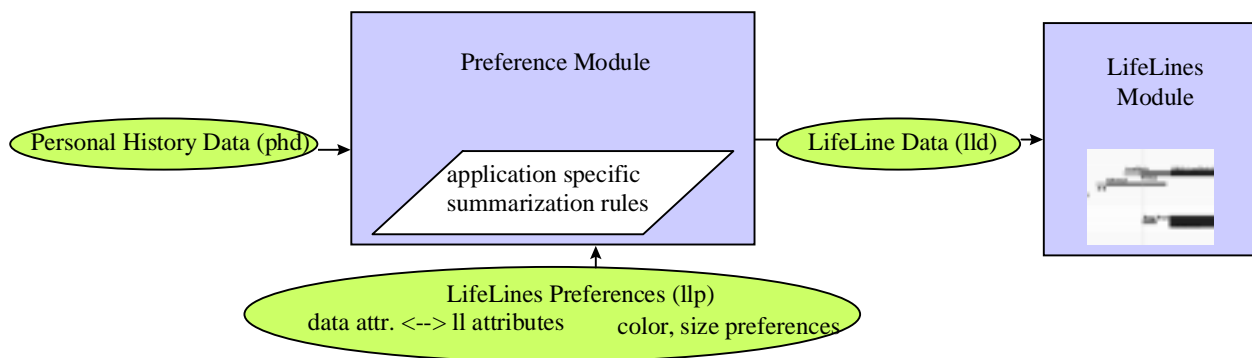 Preference Module
LifeLines
Module
Personal History Data (phd)
LifeLine Data (lld)
application specific
summarization rules
LifeLines Preferences (llp)
data attr. <--> ll attributes
color, size preferences